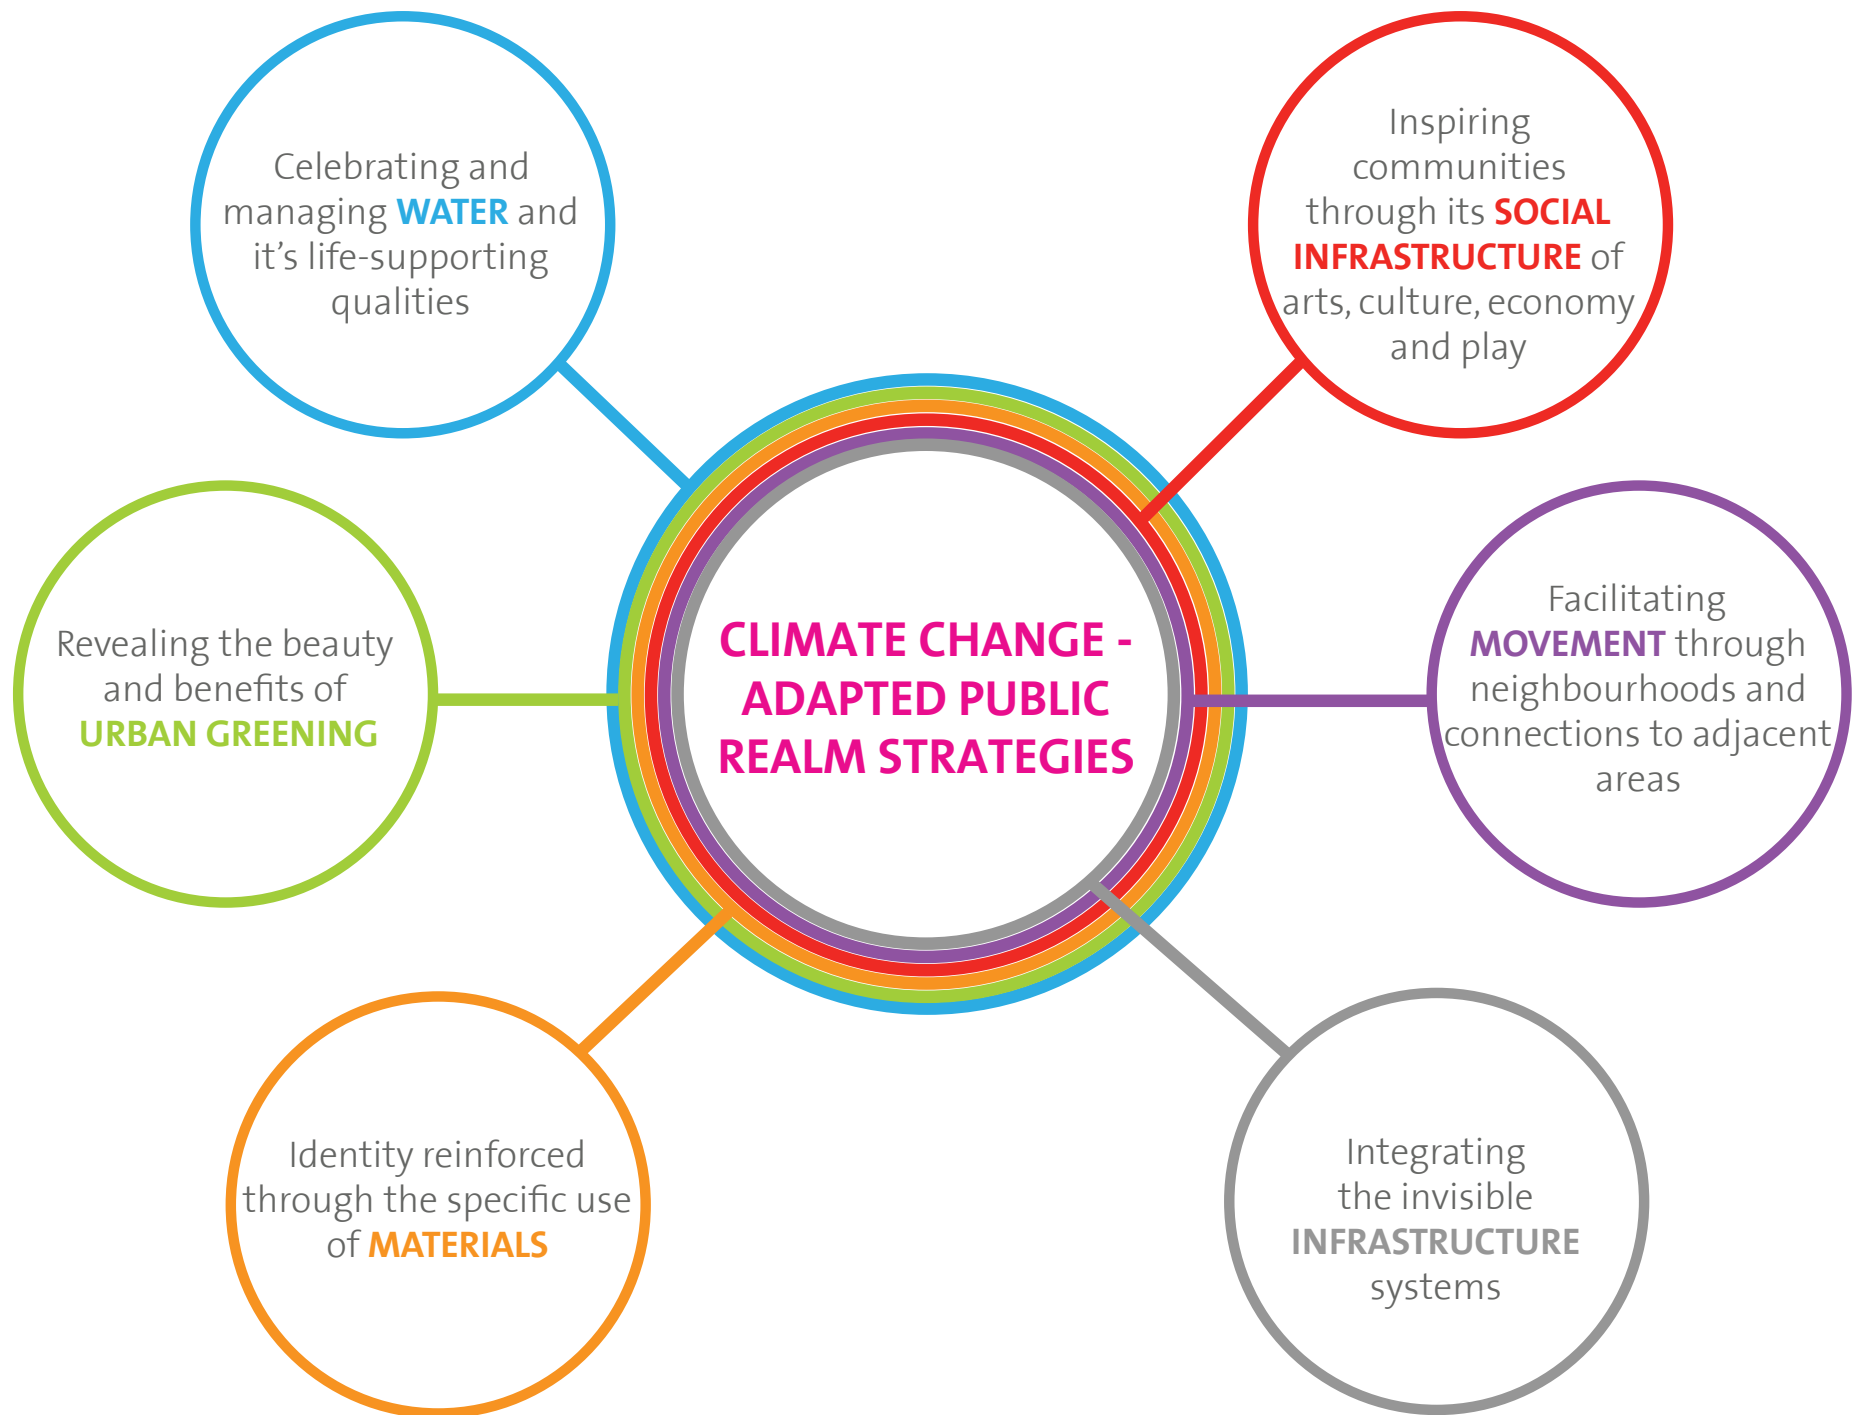 Celebrating and
managing WATER and
it’s life-supporting
qualities
Inspiring
communities
through its SOCIAL
INFRASTRUCTURE of
arts, culture, economy
and play
Revealing the beauty
and benefits of
URBAN GREENING
CLIMATE CHANGE -
ADAPTED PUBLIC
REALM STRATEGIES
Facilitating
MOVEMENT through
neighbourhoods and
connections to adjacent
areas
Identity reinforced
through the specific use
of MATERIALS
Integrating
the invisible
INFRASTRUCTURE
systems